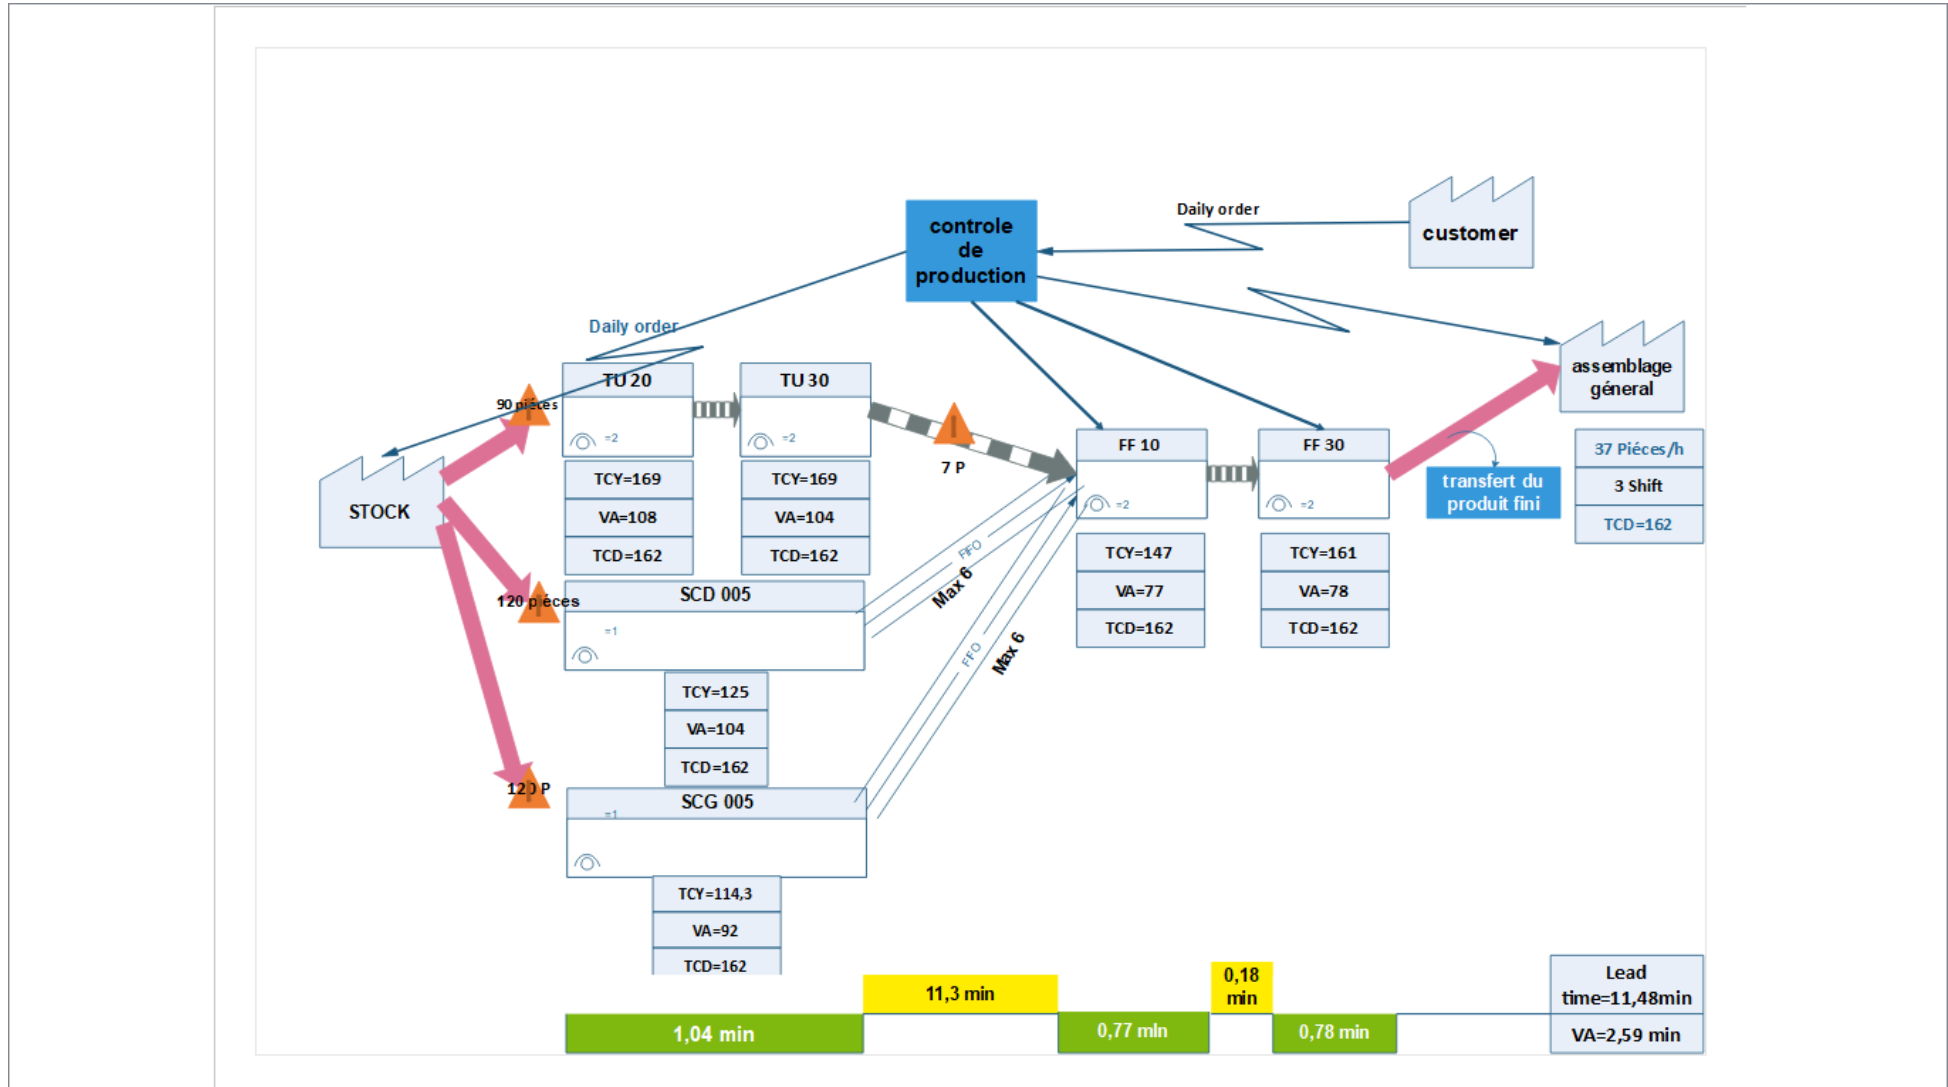 controle
de
production
Daily order
customer
Daily order
assemblage
géneral
TU 20
TU 30
90 piéces
=2
=2
7 P
FF 10
FF 30
=2
=2
37 Piéces/h
3 Shift
TCD=162
transfert du
produit fini
STOCK
TCY=169
VA=108
TCD=162
TCY=169
VA=104
TCD=162
FIFO
Max 6
TCY=147
VA=77
TCD=162
TCY=161
VA=78
TCD=162
120 piéces
SCD 005
=1
FFO
Max 6
TCY=125
VA=104
TCD=162
120 P
SCG 005
=1
TCY=114,3
VA=92
TCD=162
11,3 min
0,18
min
1,04 min
0,77 mln
0,78 min
Lead
time=11,48min
VA=2,59 min